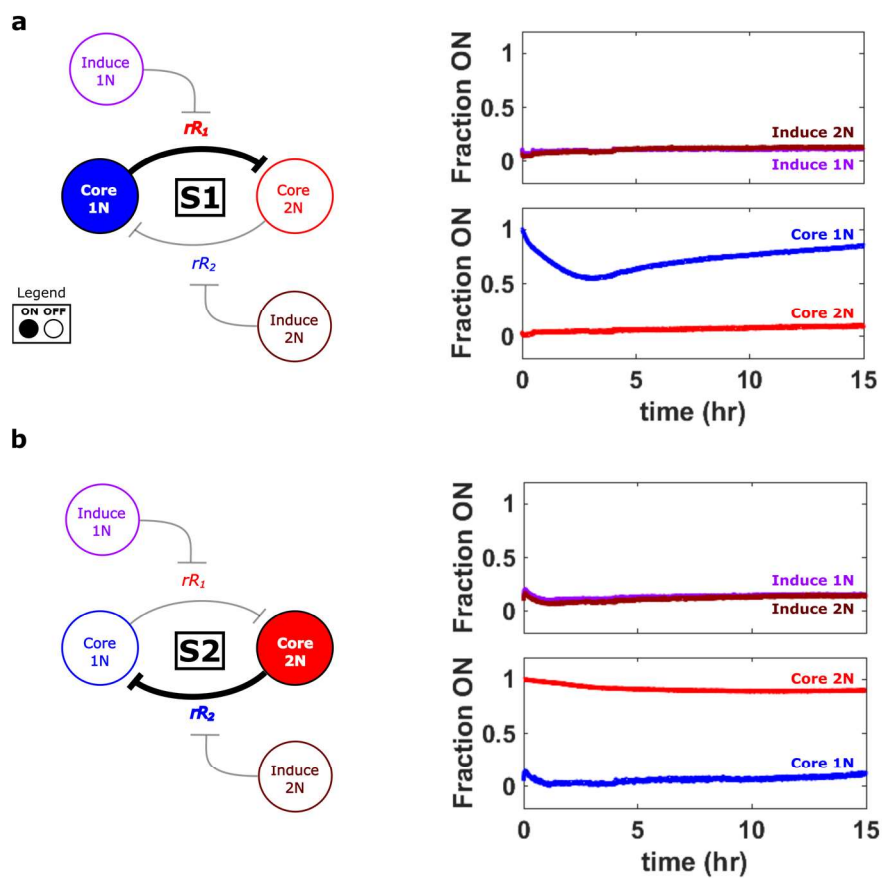 a
Induce
1N
rR₁
Core
1N
S1
Core
2N
rR₂
Legend
ON OFF
Induce
2N
Fraction ON
1
0.5
0
Induce 2N
Induce 1N
Fraction ON
1
0.5
0
Core 1N
Core 2N
0 5 10 15
time (hr)
b
Induce
1N
rR₁
Core
1N
S2
Core
2N
rR₂
Induce
2N
Fraction ON
1
0.5
0
Induce 1N
Induce 2N
Fraction ON
1
0.5
0
Core 2N
Core 1N
0 5 10 15
time (hr)